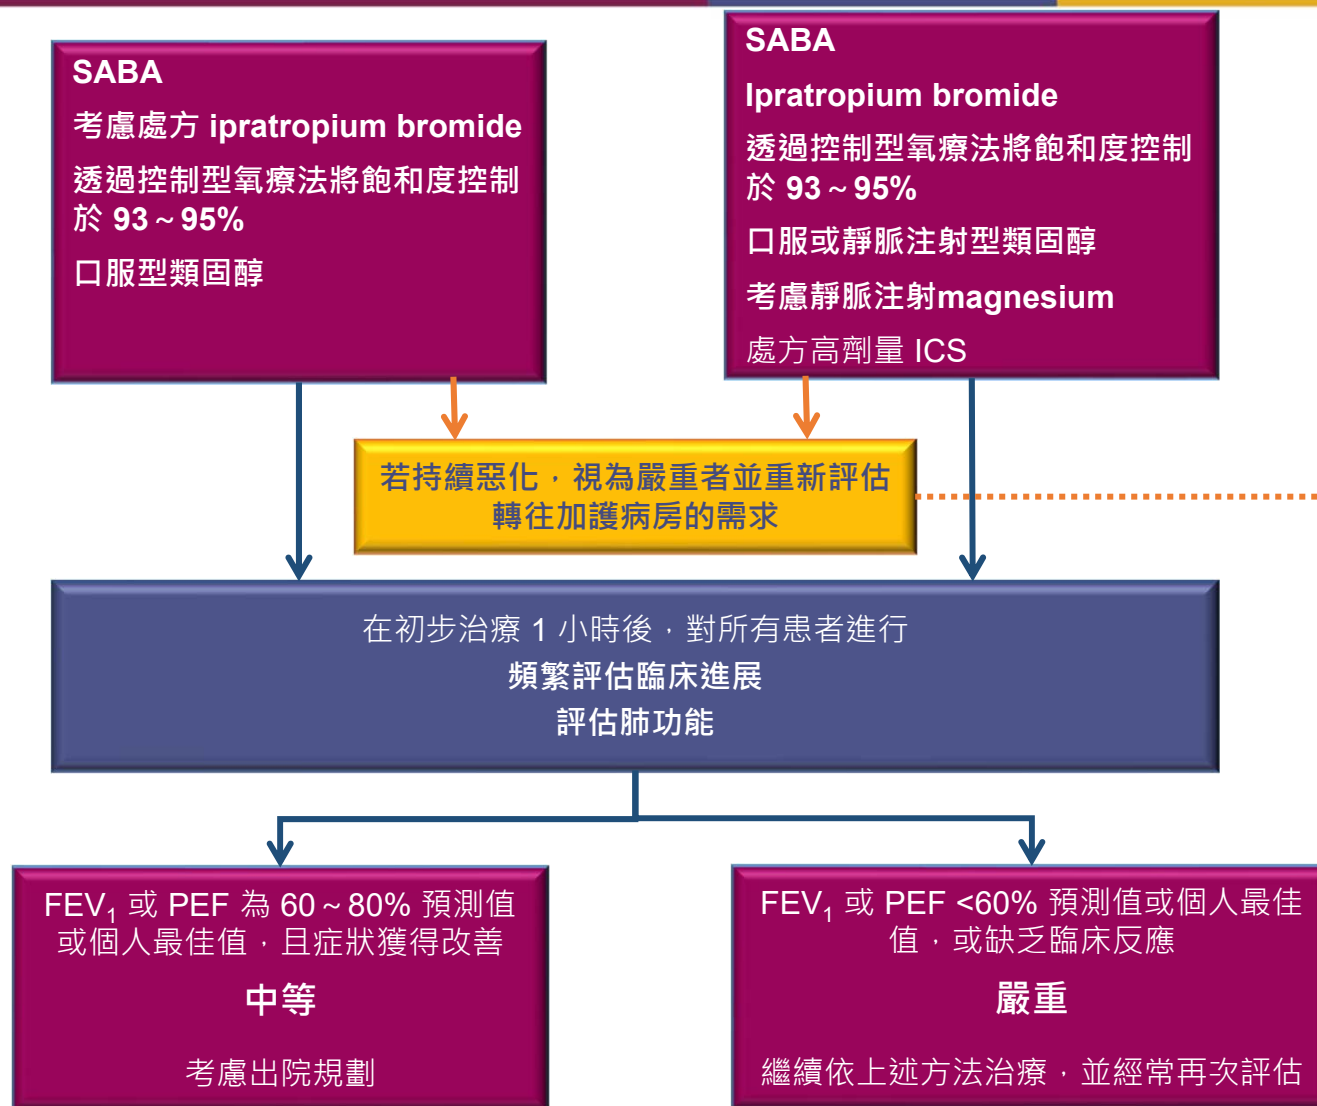 SABA
考慮處方 ipratropium bromide
透過控制型氧療法將飽和度控制
於 93～95%
口服型類固醇
SABA
Ipratropium bromide
透過控制型氧療法將飽和度控制
於 93～95%
口服或靜脈注射型類固醇
考慮靜脈注射magnesium
處方高劑量 ICS
若持續惡化，視為嚴重者並重新評估
轉往加護病房的需求
在初步治療 1 小時後，對所有患者進行
頻繁評估臨床進展
評估肺功能
FEV₁ 或 PEF 為 60～80% 預測值
或個人最佳值，且症狀獲得改善
中等
考慮出院規劃
FEV₁ 或 PEF <60% 預測值或個人最佳
值，或缺乏臨床反應
嚴重
繼續依上述方法治療，並經常再次評估